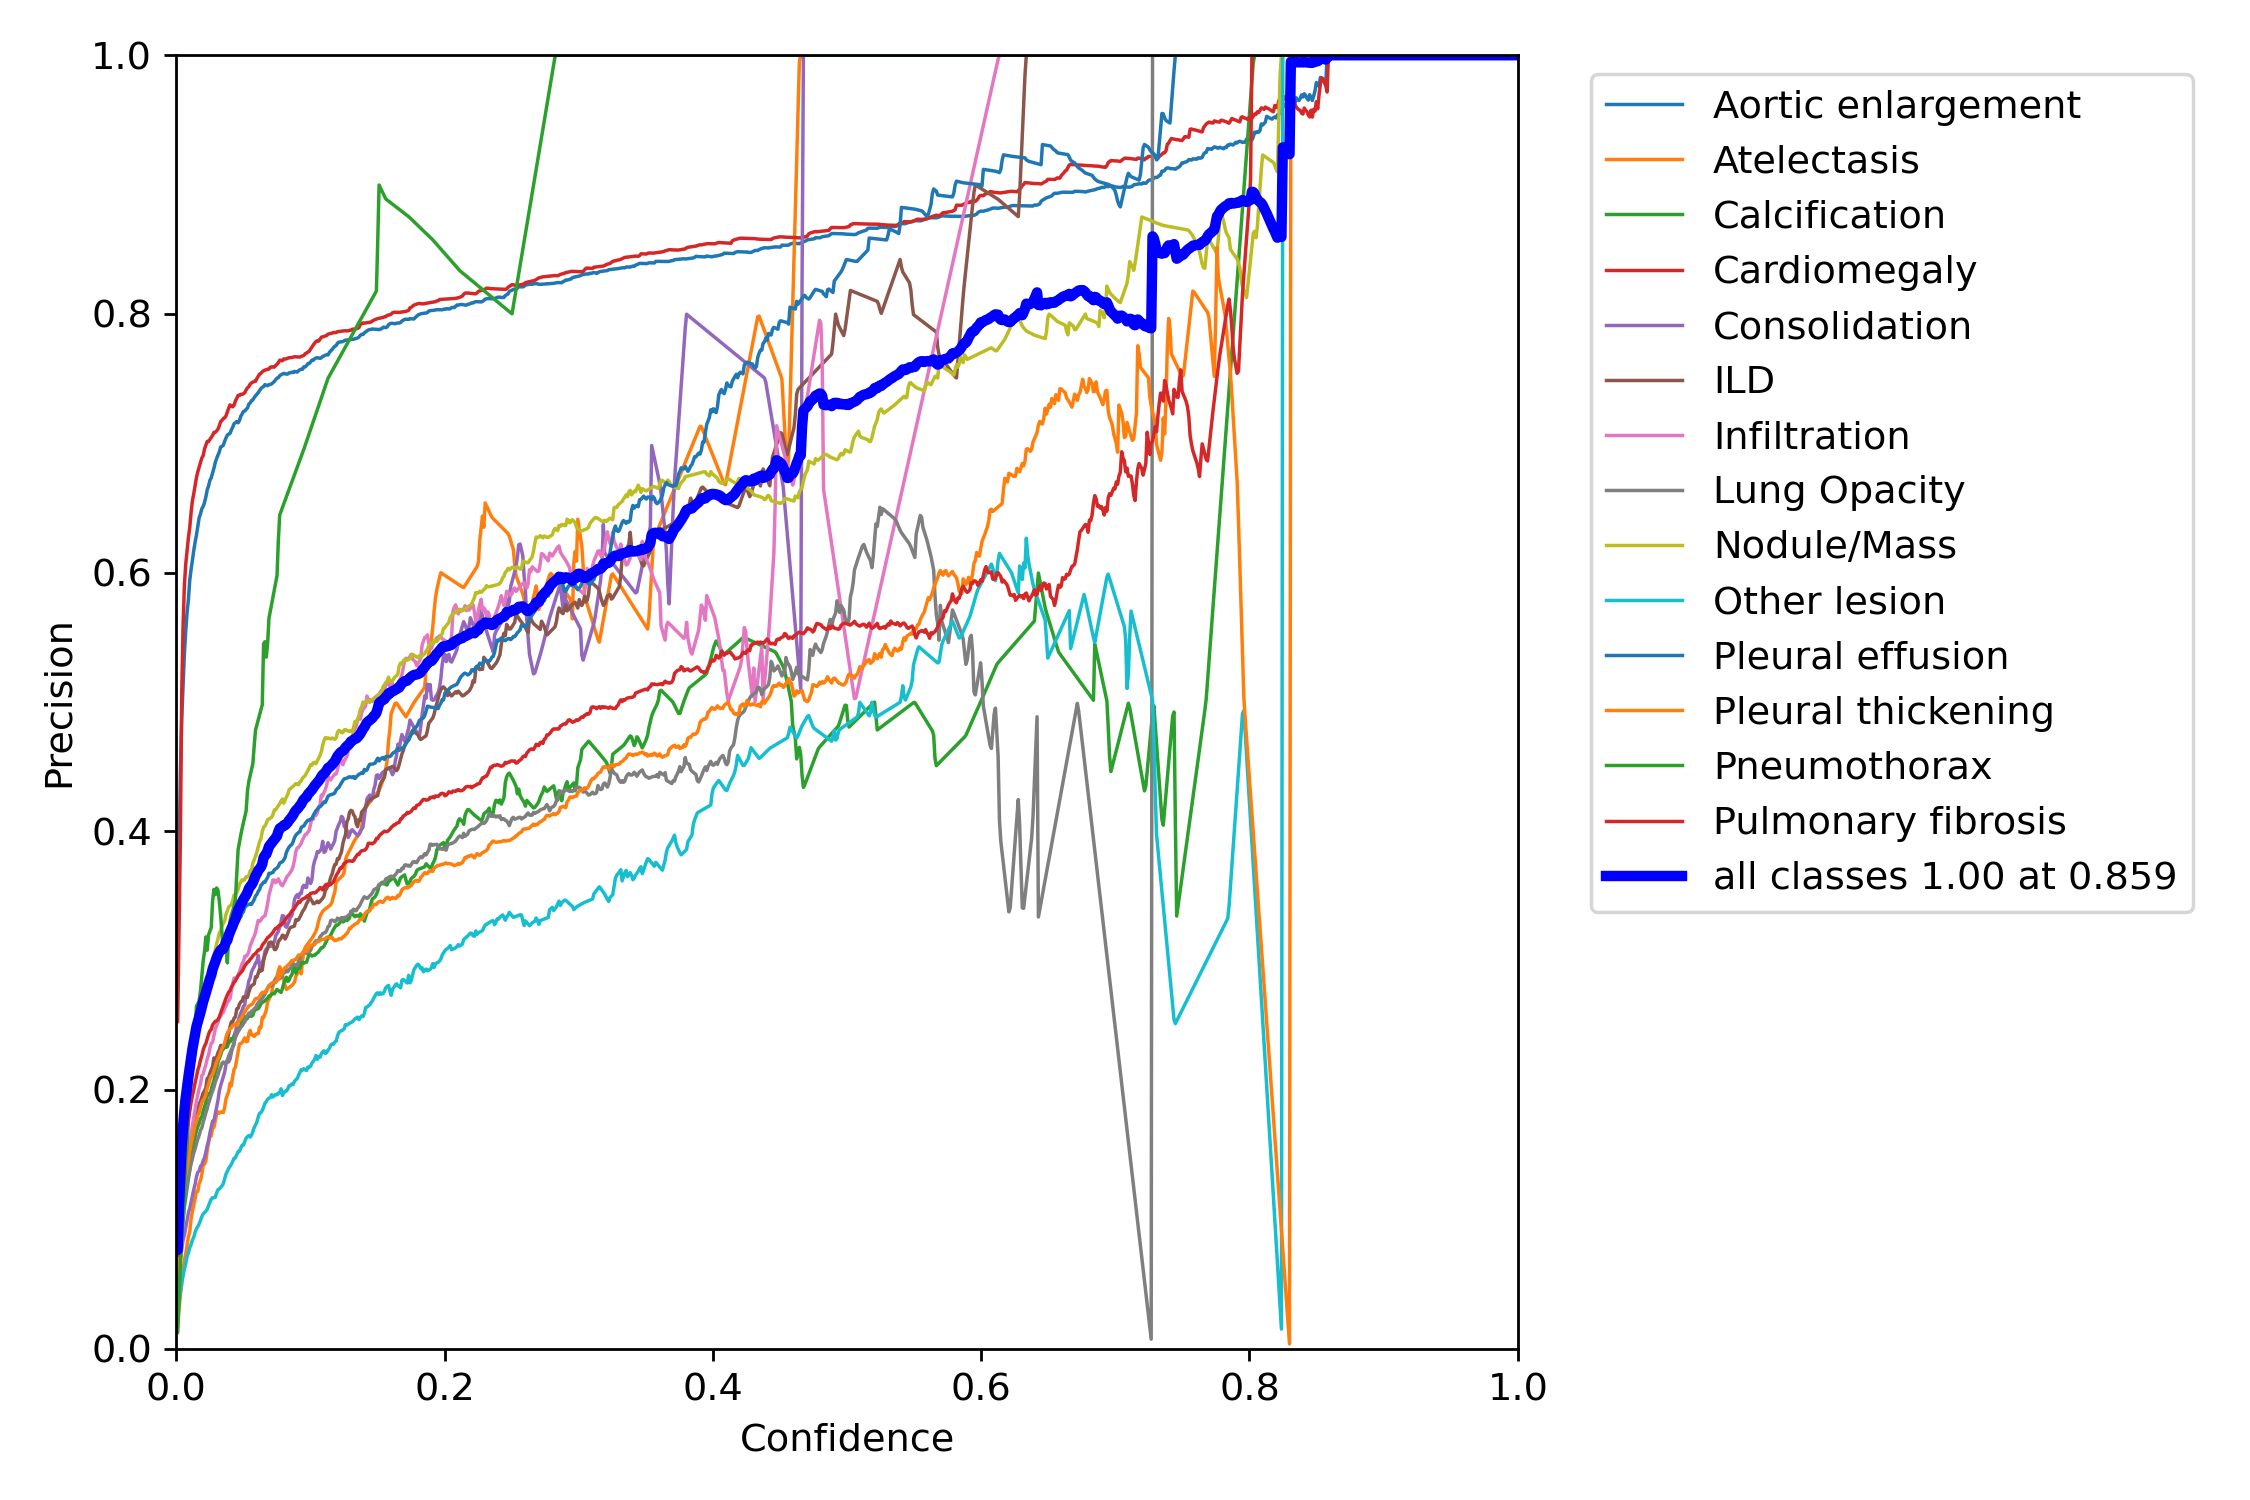 1.0
0.8
0.6
0.4
0.2
0.0
Precision
0.0 0.2 0.4 0.6 0.8 1.0
Confidence
Aortic enlargement
Atelectasis
Calcification
Cardiomegaly
Consolidation
ILD
Infiltration
Lung Opacity
Nodule/Mass
Other lesion
Pleural effusion
Pleural thickening
Pneumothorax
Pulmonary fibrosis
all classes 1.00 at 0.859